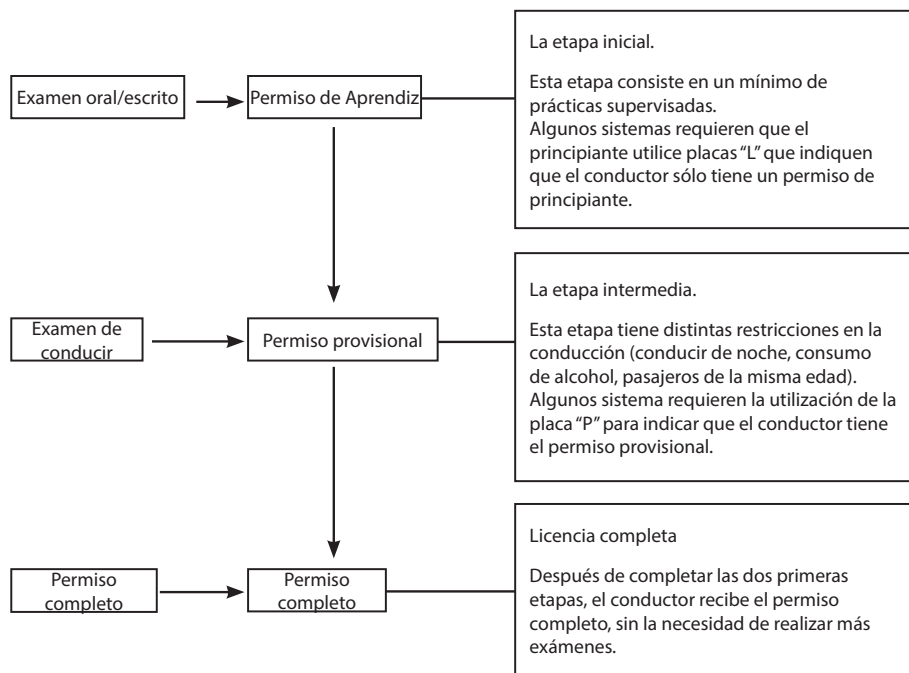 La etapa inicial.
Examen oral/escrito
Permiso de Aprendiz
Esta etapa consiste en un mínimo de
prácticas supervisadas.
Algunos sistemas requieren que el
principiante utilice placas “L” que indiquen
que el conductor sólo tiene un permiso de
principiante.
La etapa intermedia.
Examen de
conducir
Permiso provisional
Esta etapa tiene distintas restricciones en la
conducción (conducir de noche, consumo
de alcohol, pasajeros de la misma edad).
Algunos sistema requieren la utilización de la
placa “P” para indicar que el conductor tiene
el permiso provisional.
Licencia completa
Permiso
completo
Permiso
completo
Después de completar las dos primeras
etapas, el conductor recibe el permiso
completo, sin la necesidad de realizar más
exámenes.